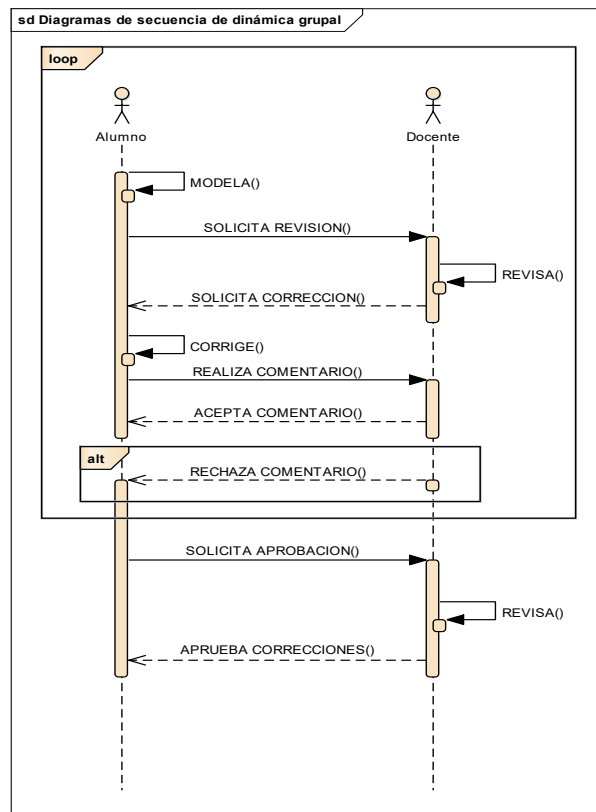 sd Diagramas de secuencia de dinámica grupal
loop
Alumno
Docente
MODELA()
SOLICITA REVISION()
REVISA()
SOLICITA CORRECCION()
CORRIGE()
REALIZA COMENTARIO()
ACEPTA COMENTARIO()
alt
RECHAZA COMENTARIO()
SOLICITA APROBACION()
REVISA()
APRUEBA CORRECCIONES()